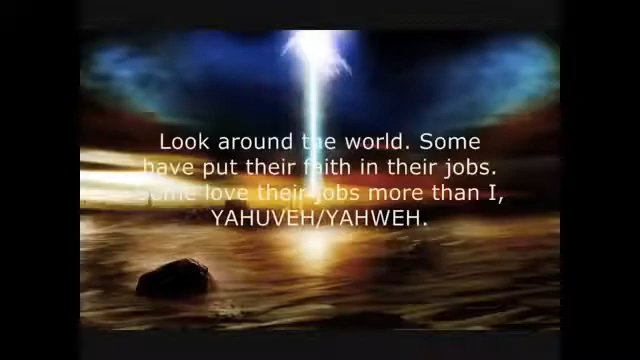 Look around the world. Some
have put their faith in their jobs.
Some love their jobs more than I,
YAHUVEH/YAHWEH.